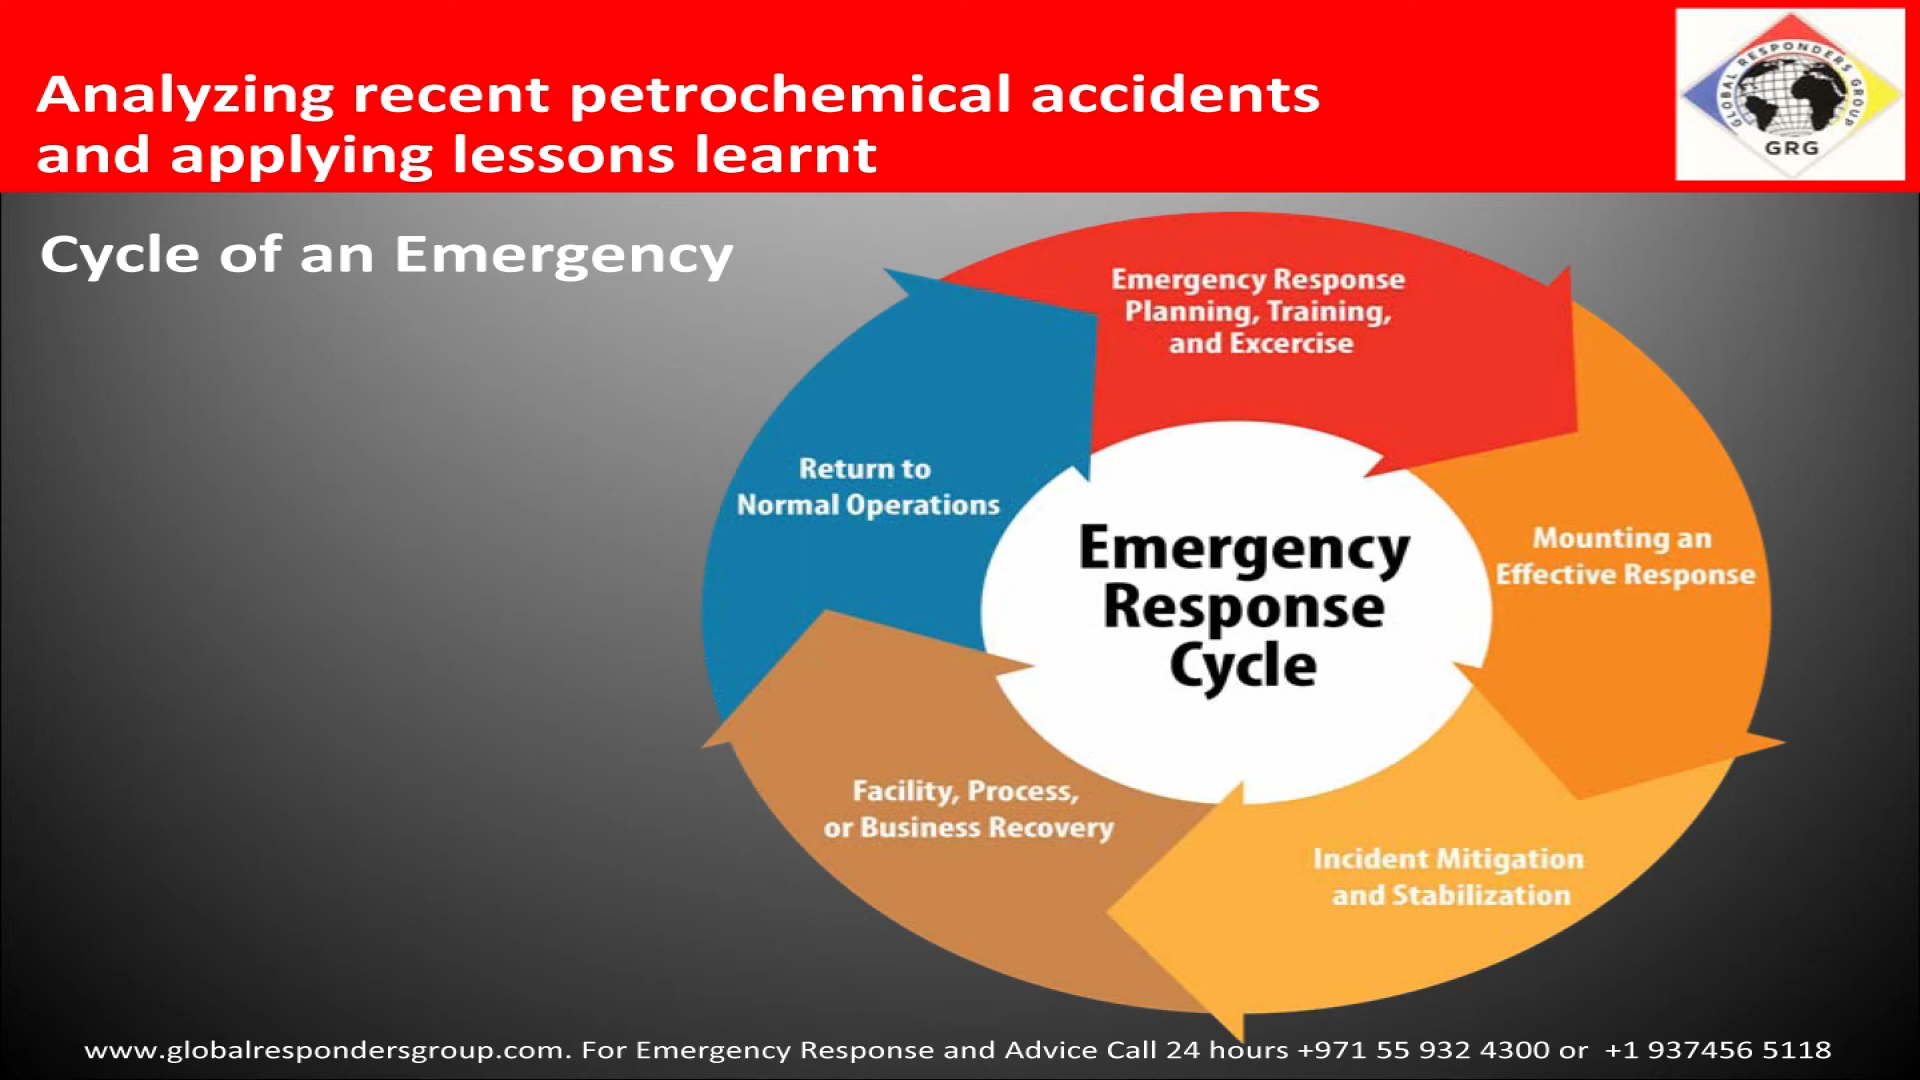 Analyzing recent petrochemical accidents
and applying lessons learnt
GLOBAL RESPONDERS GROUP
GRG
Cycle of an Emergency
Emergency Response
Planning, Training,
and Excercise
Return to
Normal Operations
Mounting an
Effective Response
Emergency
Response
Cycle
Facility, Process,
or Business Recovery
Incident Mitigation
and Stabilization
www.globalrespondersgroup.com. For Emergency Response and Advice Call 24 hours +971 55 932 4300 or +1 937456 5118